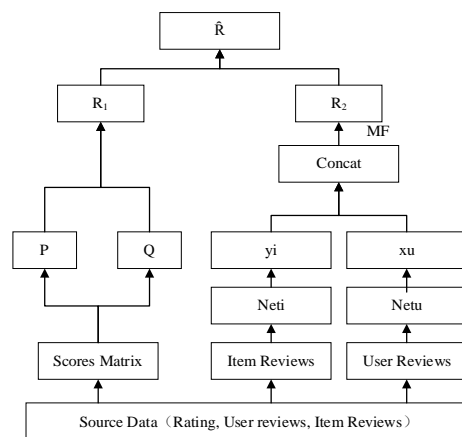 R̂
R₁
R₂
MF
Concat
P
Q
yi
xu
Neti
Netu
Scores Matrix
Item Reviews
User Reviews
Source Data（Rating, User reviews, Item Reviews）